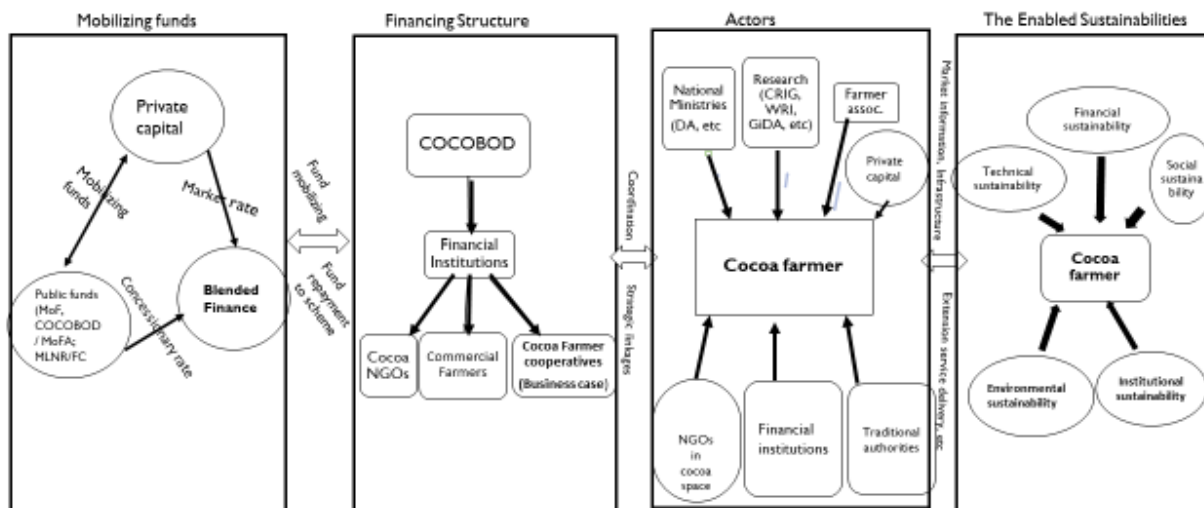 Mobilizing funds
Private
capital
Mobilizing
funds
Market rate
Public funds
(MoF,
COCOBOD
/ MoFA;
MLNR/FC
Concessionary rate
Blended
Finance
Fund
mobilizing
Fund
repayment
to scheme
Financing Structure
COCOBOD
Financial
Institutions
Cocoa
NGOs
Commercial
Farmers
Cocoa Farmer
cooperatives
(Business case)
Coordination
Strategic linkages
Actors
National
Ministries
(DA, etc
Research
(CRIG,
WRI,
GiDA, etc)
Farmer
assoc.
Private
capital
Cocoa farmer
NGOs
in
cocoa
space
Financial
institutions
Traditional
authorities
Market information, Infrastructure
Extension service delivery, etc
The Enabled Sustainabilities
Financial
sustainability
Technical
sustainability
Social
sustaina
bility
Cocoa
farmer
Environmental
sustainability
Institutional
sustainability